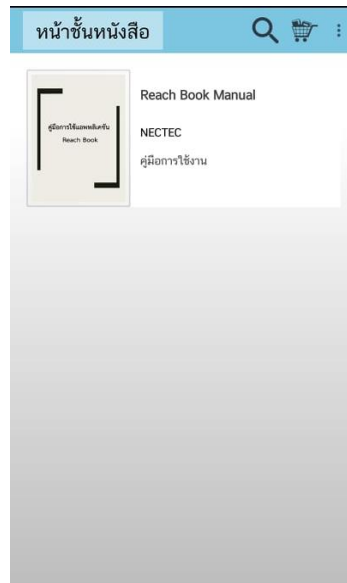 หน้าชั้นหนังสือ
คู่มือการใช้แอพพลิเคชัน
Reach Book
Reach Book Manual
NECTEC
คู่มือการใช้งาน